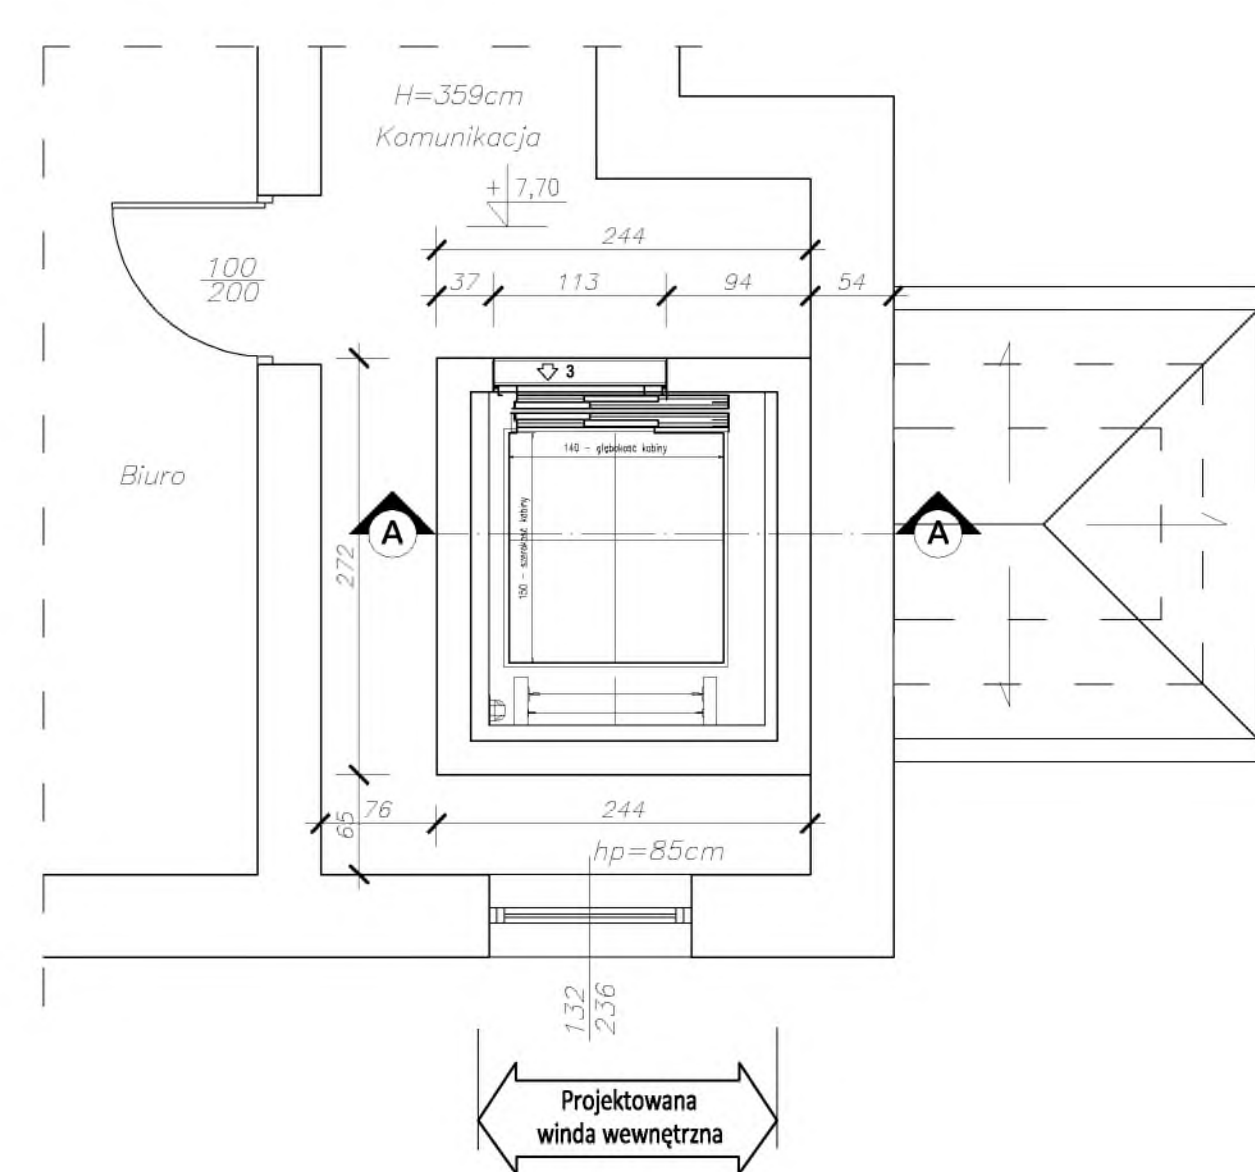 H=359cm
Komunikacja
+ 7,70
244
100
200
37
113
94
54
3
140 - głębokość kabiny
Biuro
150 - szerokość kabiny
A
A
272
65
76
244
hp=85cm
132
236
Projektowana
winda wewnętrzna